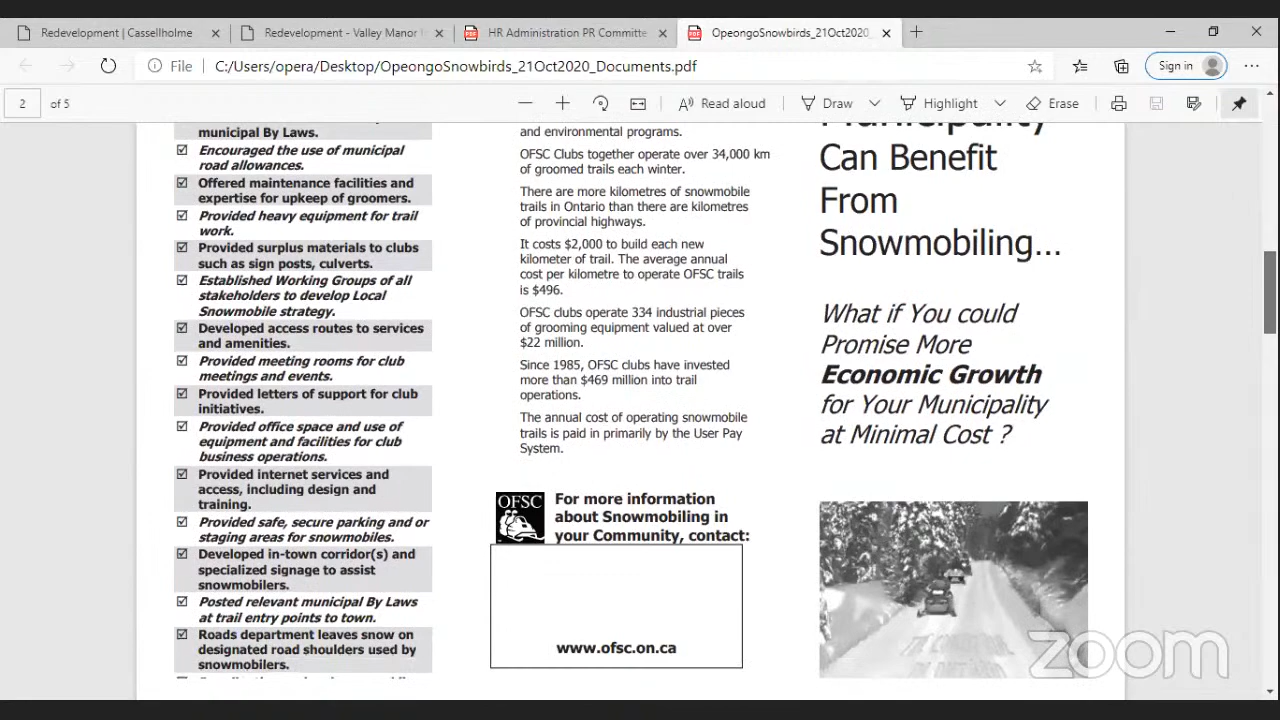 Redevelopment | Cassellholme
Redevelopment - Valley Manor
HR Administration PR Committe
OpeongoSnowbirds_21Oct2020_
File
C:/Users/opera/Desktop/OpeongoSnowbirds_21Oct2020_Documents.pdf
Sign in
2 of 5
Read aloud
Draw
Highlight
Erase
municipal By Laws.
Encouraged the use of municipal
road allowances.
Offered maintenance facilities and
expertise for upkeep of groomers.
Provided heavy equipment for trail
work.
Provided surplus materials to clubs
such as sign posts, culverts.
Established Working Groups of all
stakeholders to develop Local
Snowmobile strategy.
Developed access routes to services
and amenities.
Provided meeting rooms for club
meetings and events.
Provided letters of support for club
initiatives.
Provided office space and use of
equipment and facilities for club
business operations.
Provided internet services and
access, including design and
training.
Provided safe, secure parking and or
staging areas for snowmobiles.
Developed in-town corridor(s) and
specialized signage to assist
snowmobilers.
Posted relevant municipal By Laws
at trail entry points to town.
Roads department leaves snow on
designated road shoulders used by
snowmobilers.
and environmental programs.
OFSC Clubs together operate over 34,000 km
of groomed trails each winter.
There are more kilometres of snowmobile
trails in Ontario than there are kilometres
of provincial highways.
It costs $2,000 to build each new
kilometer of trail. The average annual
cost per kilometre to operate OFSC trails
is $496.
OFSC clubs operate 334 industrial pieces
of grooming equipment valued at over
$22 million.
Since 1985, OFSC clubs have invested
more than $469 million into trail
operations.
The annual cost of operating snowmobile
trails is paid in primarily by the User Pay
System.
OFSC
For more information
about Snowmobiling in
your Community, contact:
www.ofsc.on.ca
Municipality
Can Benefit
From
Snowmobiling...
What if You could
Promise More
Economic Growth
for Your Municipality
at Minimal Cost ?
zoom